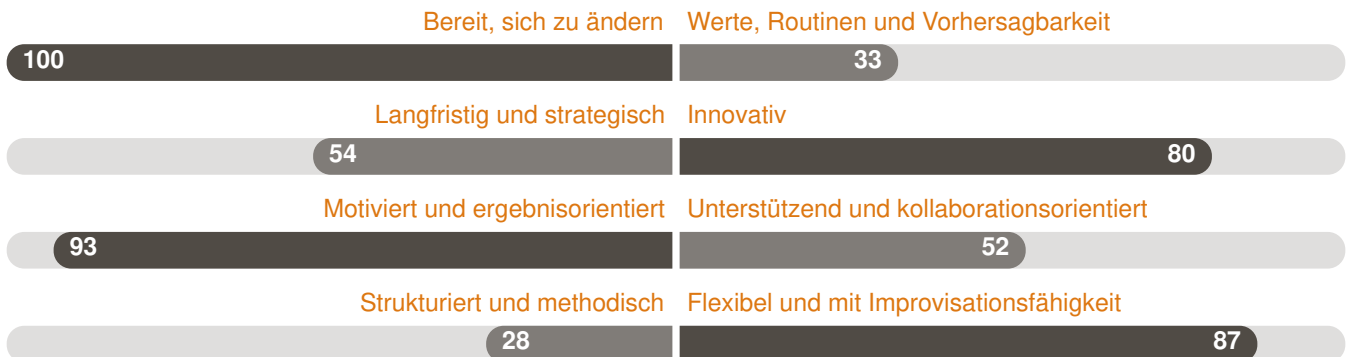 Bereit, sich zu ändern Werte, Routinen und Vorhersagbarkeit
100 33
Langfristig und strategisch Innovativ
54 80
Motiviert und ergebnisorientiert Unterstützend und kollaborationsorientiert
93 52
Strukturiert und methodisch Flexibel und mit Improvisationsfähigkeit
28 87